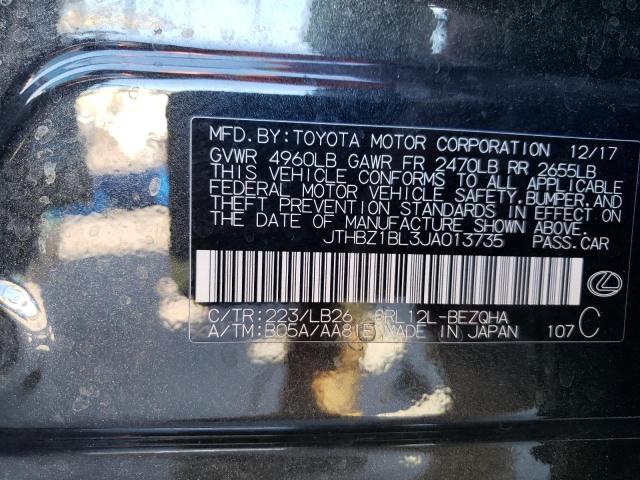 MFD. BY: TOYOTA MOTOR CORPORATION 12/17
GVWR 4960LB GAWR FR 2470LB RR 2655LB
THIS VEHICLE CONFORMS TO ALL APPLICABLE
FEDERAL MOTOR VEHICLE SAFETY, BUMPER, AND
THEFT PREVENTION STANDARDS IN EFFECT ON
THE DATE OF MANUFACTURE SHOWN ABOVE.
JTHBZ1BL3JA013735 PASS.CAR
C/TR: 223/LB26 GRL12L-BEZQHA
A/TM: B05A/AA81E MADE IN JAPAN 107 C